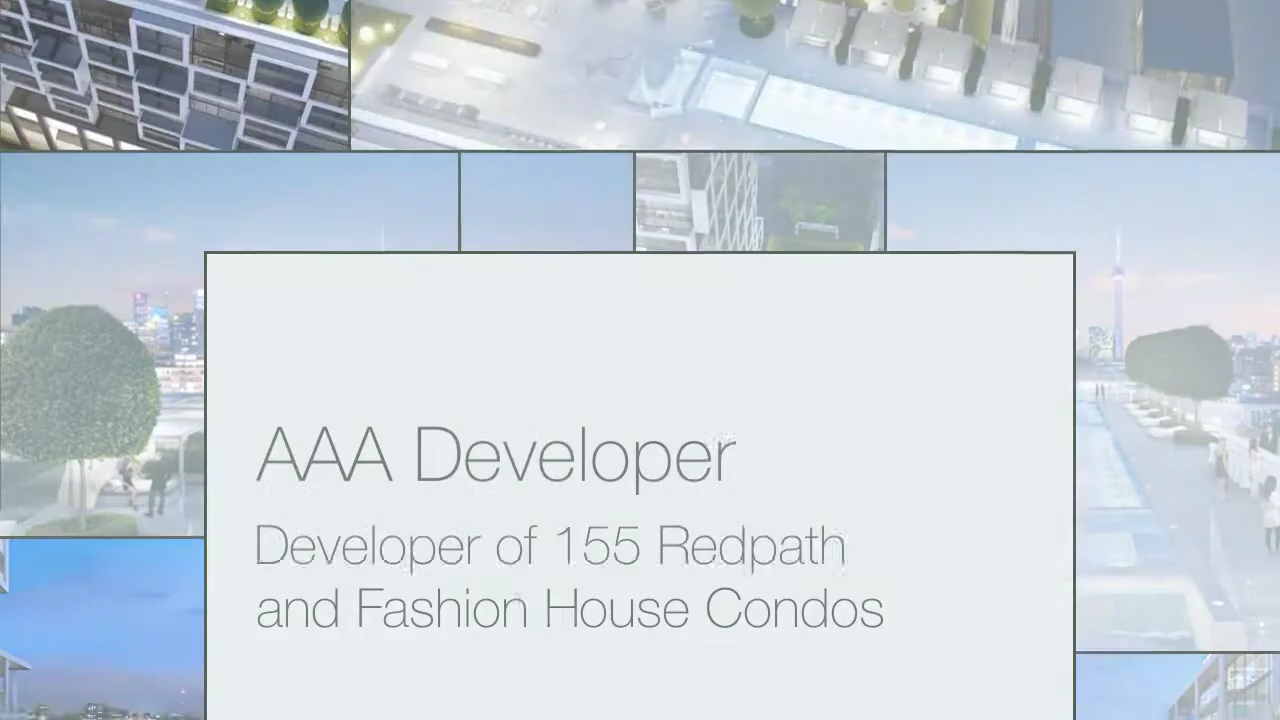 AAA Developer
Developer of 155 Redpath
and Fashion House Condos